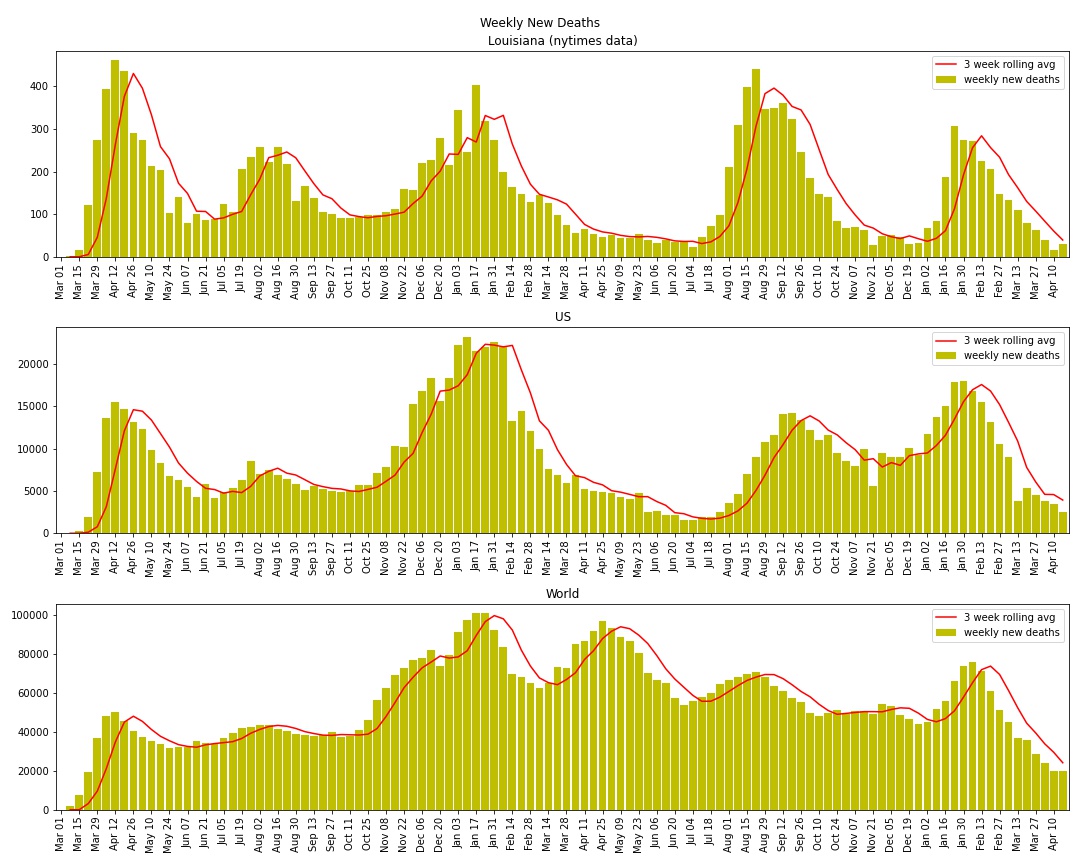 Weekly New Deaths
Louisiana (nytimes data)
3 week rolling avg
weekly new deaths
400
300
200
100
0
Mar 01 Mar 15 Mar 29 Apr 12 Apr 26 May 10 May 24 Jun 07 Jun 21 Jul 05 Jul 19 Aug 02 Aug 16 Aug 30 Sep 13 Sep 27 Oct 11 Oct 25 Nov 08 Nov 22 Dec 06 Dec 20 Jan 03 Jan 17 Jan 31 Feb 14 Feb 28 Mar 14 Mar 28 Apr 11 Apr 25 May 09 May 23 Jun 06 Jun 20 Jul 04 Jul 18 Aug 01 Aug 15 Aug 29 Sep 12 Sep 26 Oct 10 Oct 24 Nov 07 Nov 21 Dec 05 Dec 19 Jan 02 Jan 16 Jan 30 Feb 13 Feb 27 Mar 13 Mar 27 Apr 10
US
3 week rolling avg
weekly new deaths
20000
15000
10000
5000
0
Mar 01 Mar 15 Mar 29 Apr 12 Apr 26 May 10 May 24 Jun 07 Jun 21 Jul 05 Jul 19 Aug 02 Aug 16 Aug 30 Sep 13 Sep 27 Oct 11 Oct 25 Nov 08 Nov 22 Dec 06 Dec 20 Jan 03 Jan 17 Jan 31 Feb 14 Feb 28 Mar 14 Mar 28 Apr 11 Apr 25 May 09 May 23 Jun 06 Jun 20 Jul 04 Jul 18 Aug 01 Aug 15 Aug 29 Sep 12 Sep 26 Oct 10 Oct 24 Nov 07 Nov 21 Dec 05 Dec 19 Jan 02 Jan 16 Jan 30 Feb 13 Feb 27 Mar 13 Mar 27 Apr 10
World
3 week rolling avg
weekly new deaths
100000
80000
60000
40000
20000
0
Mar 01 Mar 15 Mar 29 Apr 12 Apr 26 May 10 May 24 Jun 07 Jun 21 Jul 05 Jul 19 Aug 02 Aug 16 Aug 30 Sep 13 Sep 27 Oct 11 Oct 25 Nov 08 Nov 22 Dec 06 Dec 20 Jan 03 Jan 17 Jan 31 Feb 14 Feb 28 Mar 14 Mar 28 Apr 11 Apr 25 May 09 May 23 Jun 06 Jun 20 Jul 04 Jul 18 Aug 01 Aug 15 Aug 29 Sep 12 Sep 26 Oct 10 Oct 24 Nov 07 Nov 21 Dec 05 Dec 19 Jan 02 Jan 16 Jan 30 Feb 13 Feb 27 Mar 13 Mar 27 Apr 10